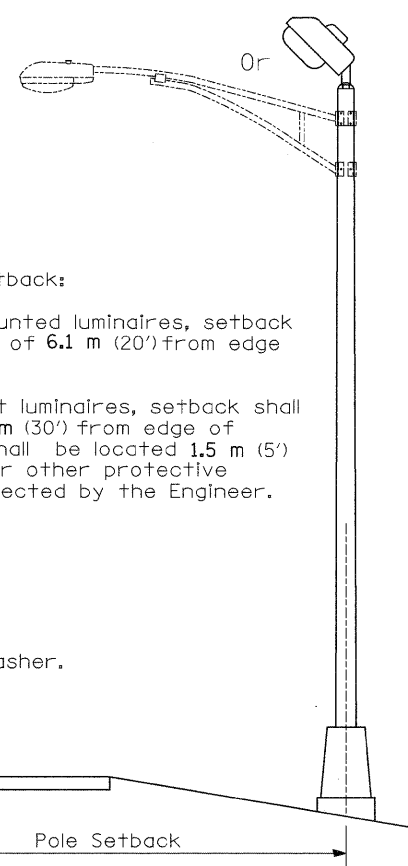 Or
rback:
unted luminaires, setback
of 6.1 m (20') from edge
t luminaires, setback shall
m (30') from edge of
hall be located 1.5 m (5')
r other protective
ected by the Engineer.
asher.
Pole Setback